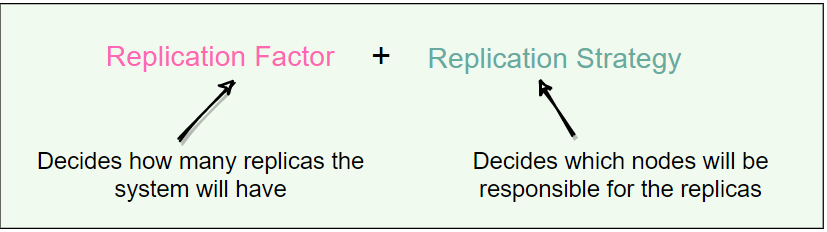 Replication Factor + Replication Strategy
Decides how many replicas the
system will have
Decides which nodes will be
responsible for the replicas